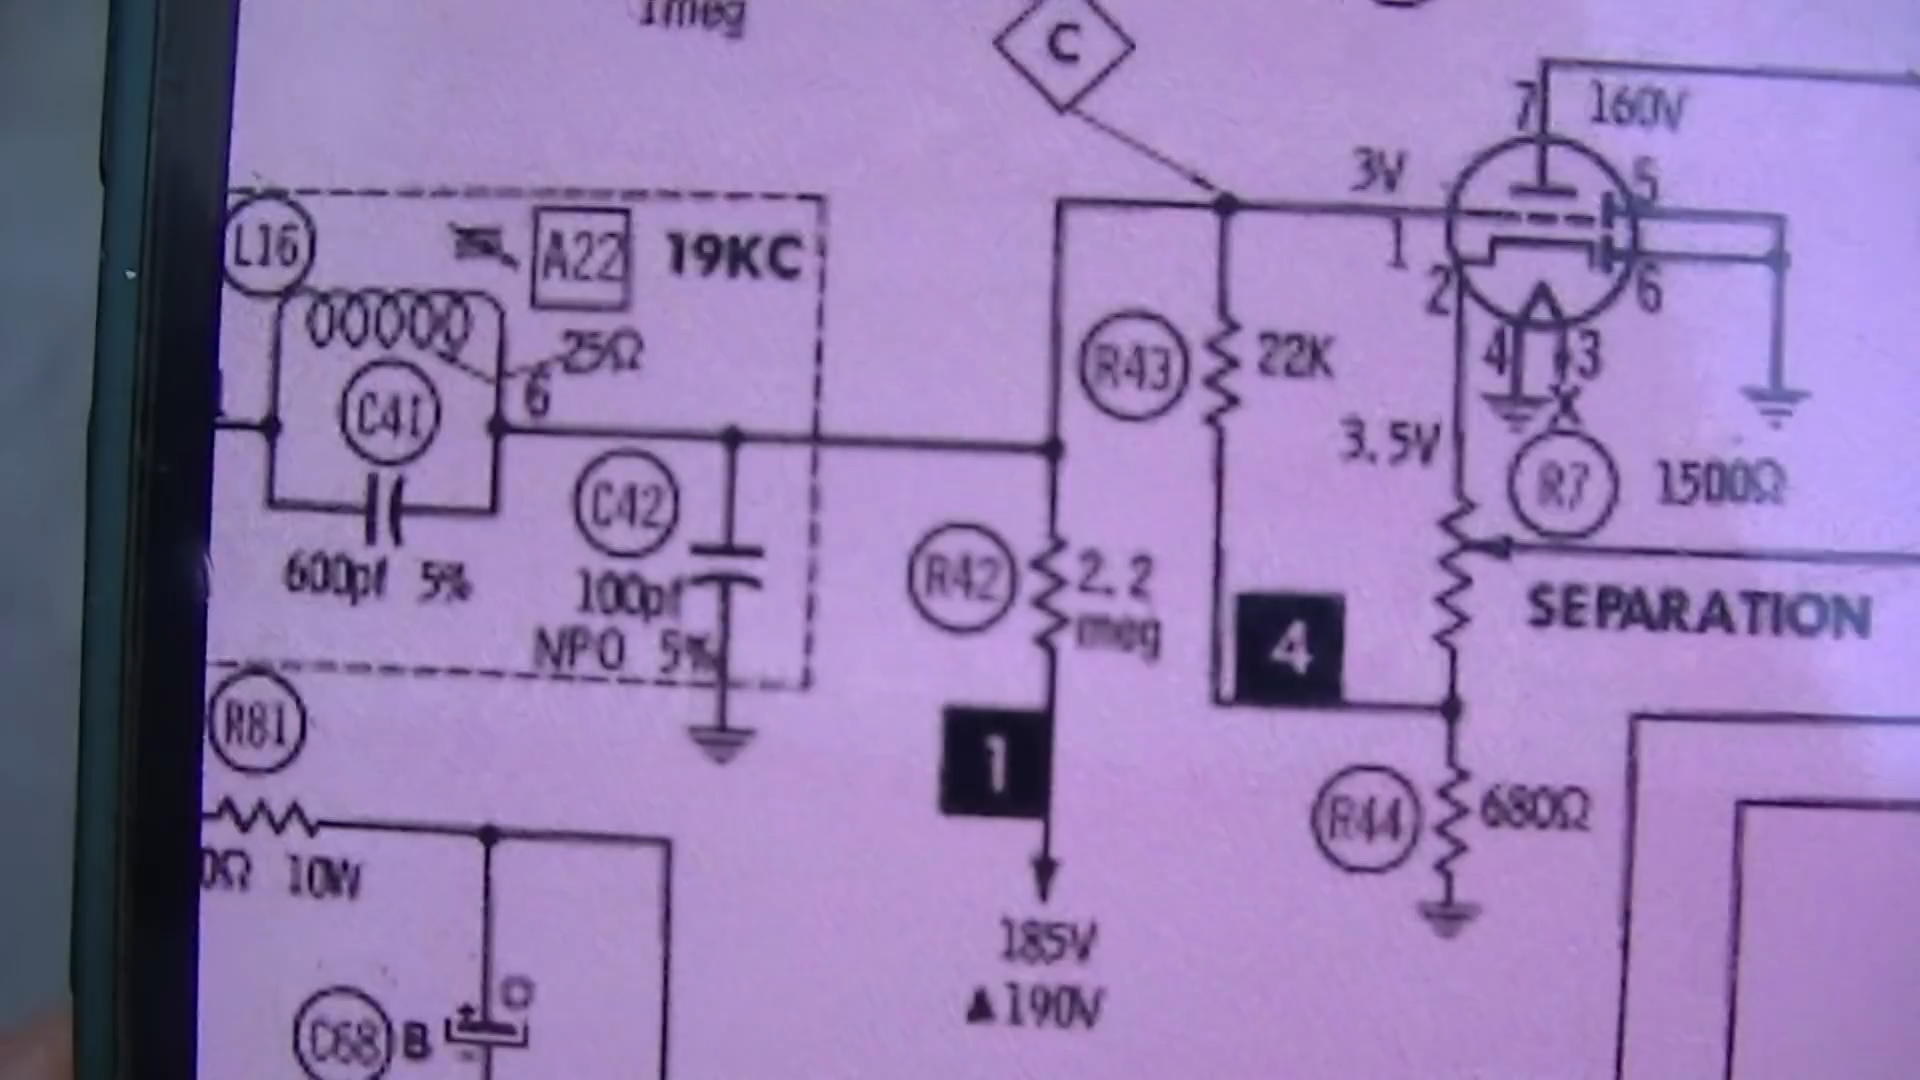 1meg
C
7
160V
3V
5
L16
A22
19KC
1
2
6
25Ω
R43
22K
4
3
6
C41
3.5V
X
C42
R7
1500Ω
600pf 5%
100pf
NPO 5%
R42
2.2
meg
SEPARATION
4
R81
1
R44
680Ω
0Ω 10W
185V
▲190V
C68
B
+
-